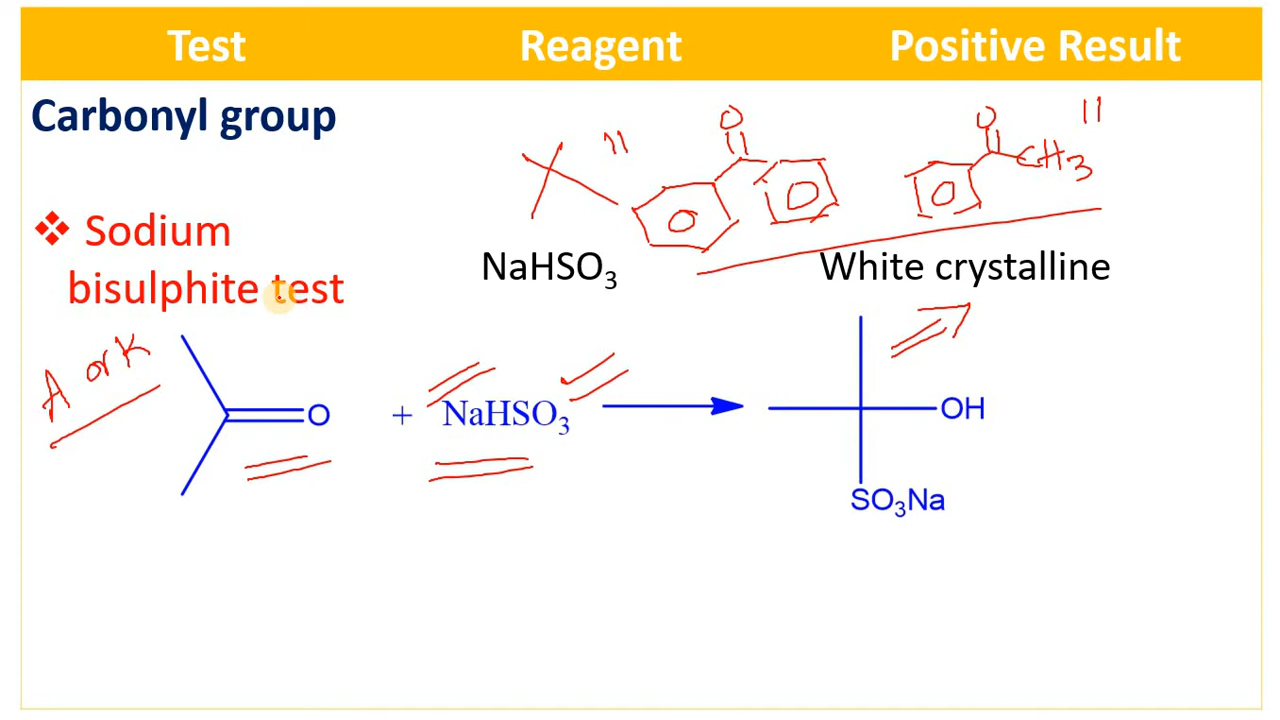 Test Reagent Positive Result
Carbonyl group
O O
CH3
❖ Sodium
bisulphite test
NaHSO₃ White crystalline
A or K
O + NaHSO₃ OH
SO₃Na